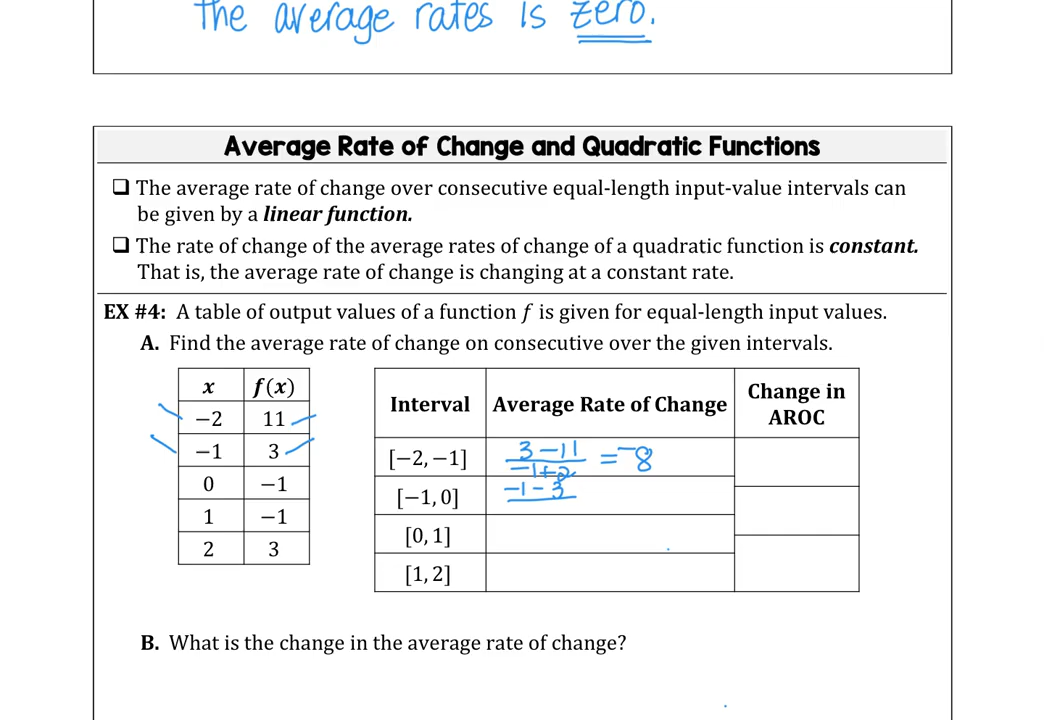 the average rates is zero.
Average Rate of Change and Quadratic Functions
❑ The average rate of change over consecutive equal-length input-value intervals can
be given by a linear function.
❑ The rate of change of the average rates of change of a quadratic function is constant.
That is, the average rate of change is changing at a constant rate.
EX #4: A table of output values of a function f is given for equal-length input values.
A. Find the average rate of change on consecutive over the given intervals.
x f(x)
−2 11
−1 3
0 −1
1 −1
2 3
Interval Average Rate of Change Change in AROC
[−2, −1] 3 − 11 / −1 + 2 = −8
[−1, 0] −1 − 3
[0, 1]
[1, 2]
B. What is the change in the average rate of change?